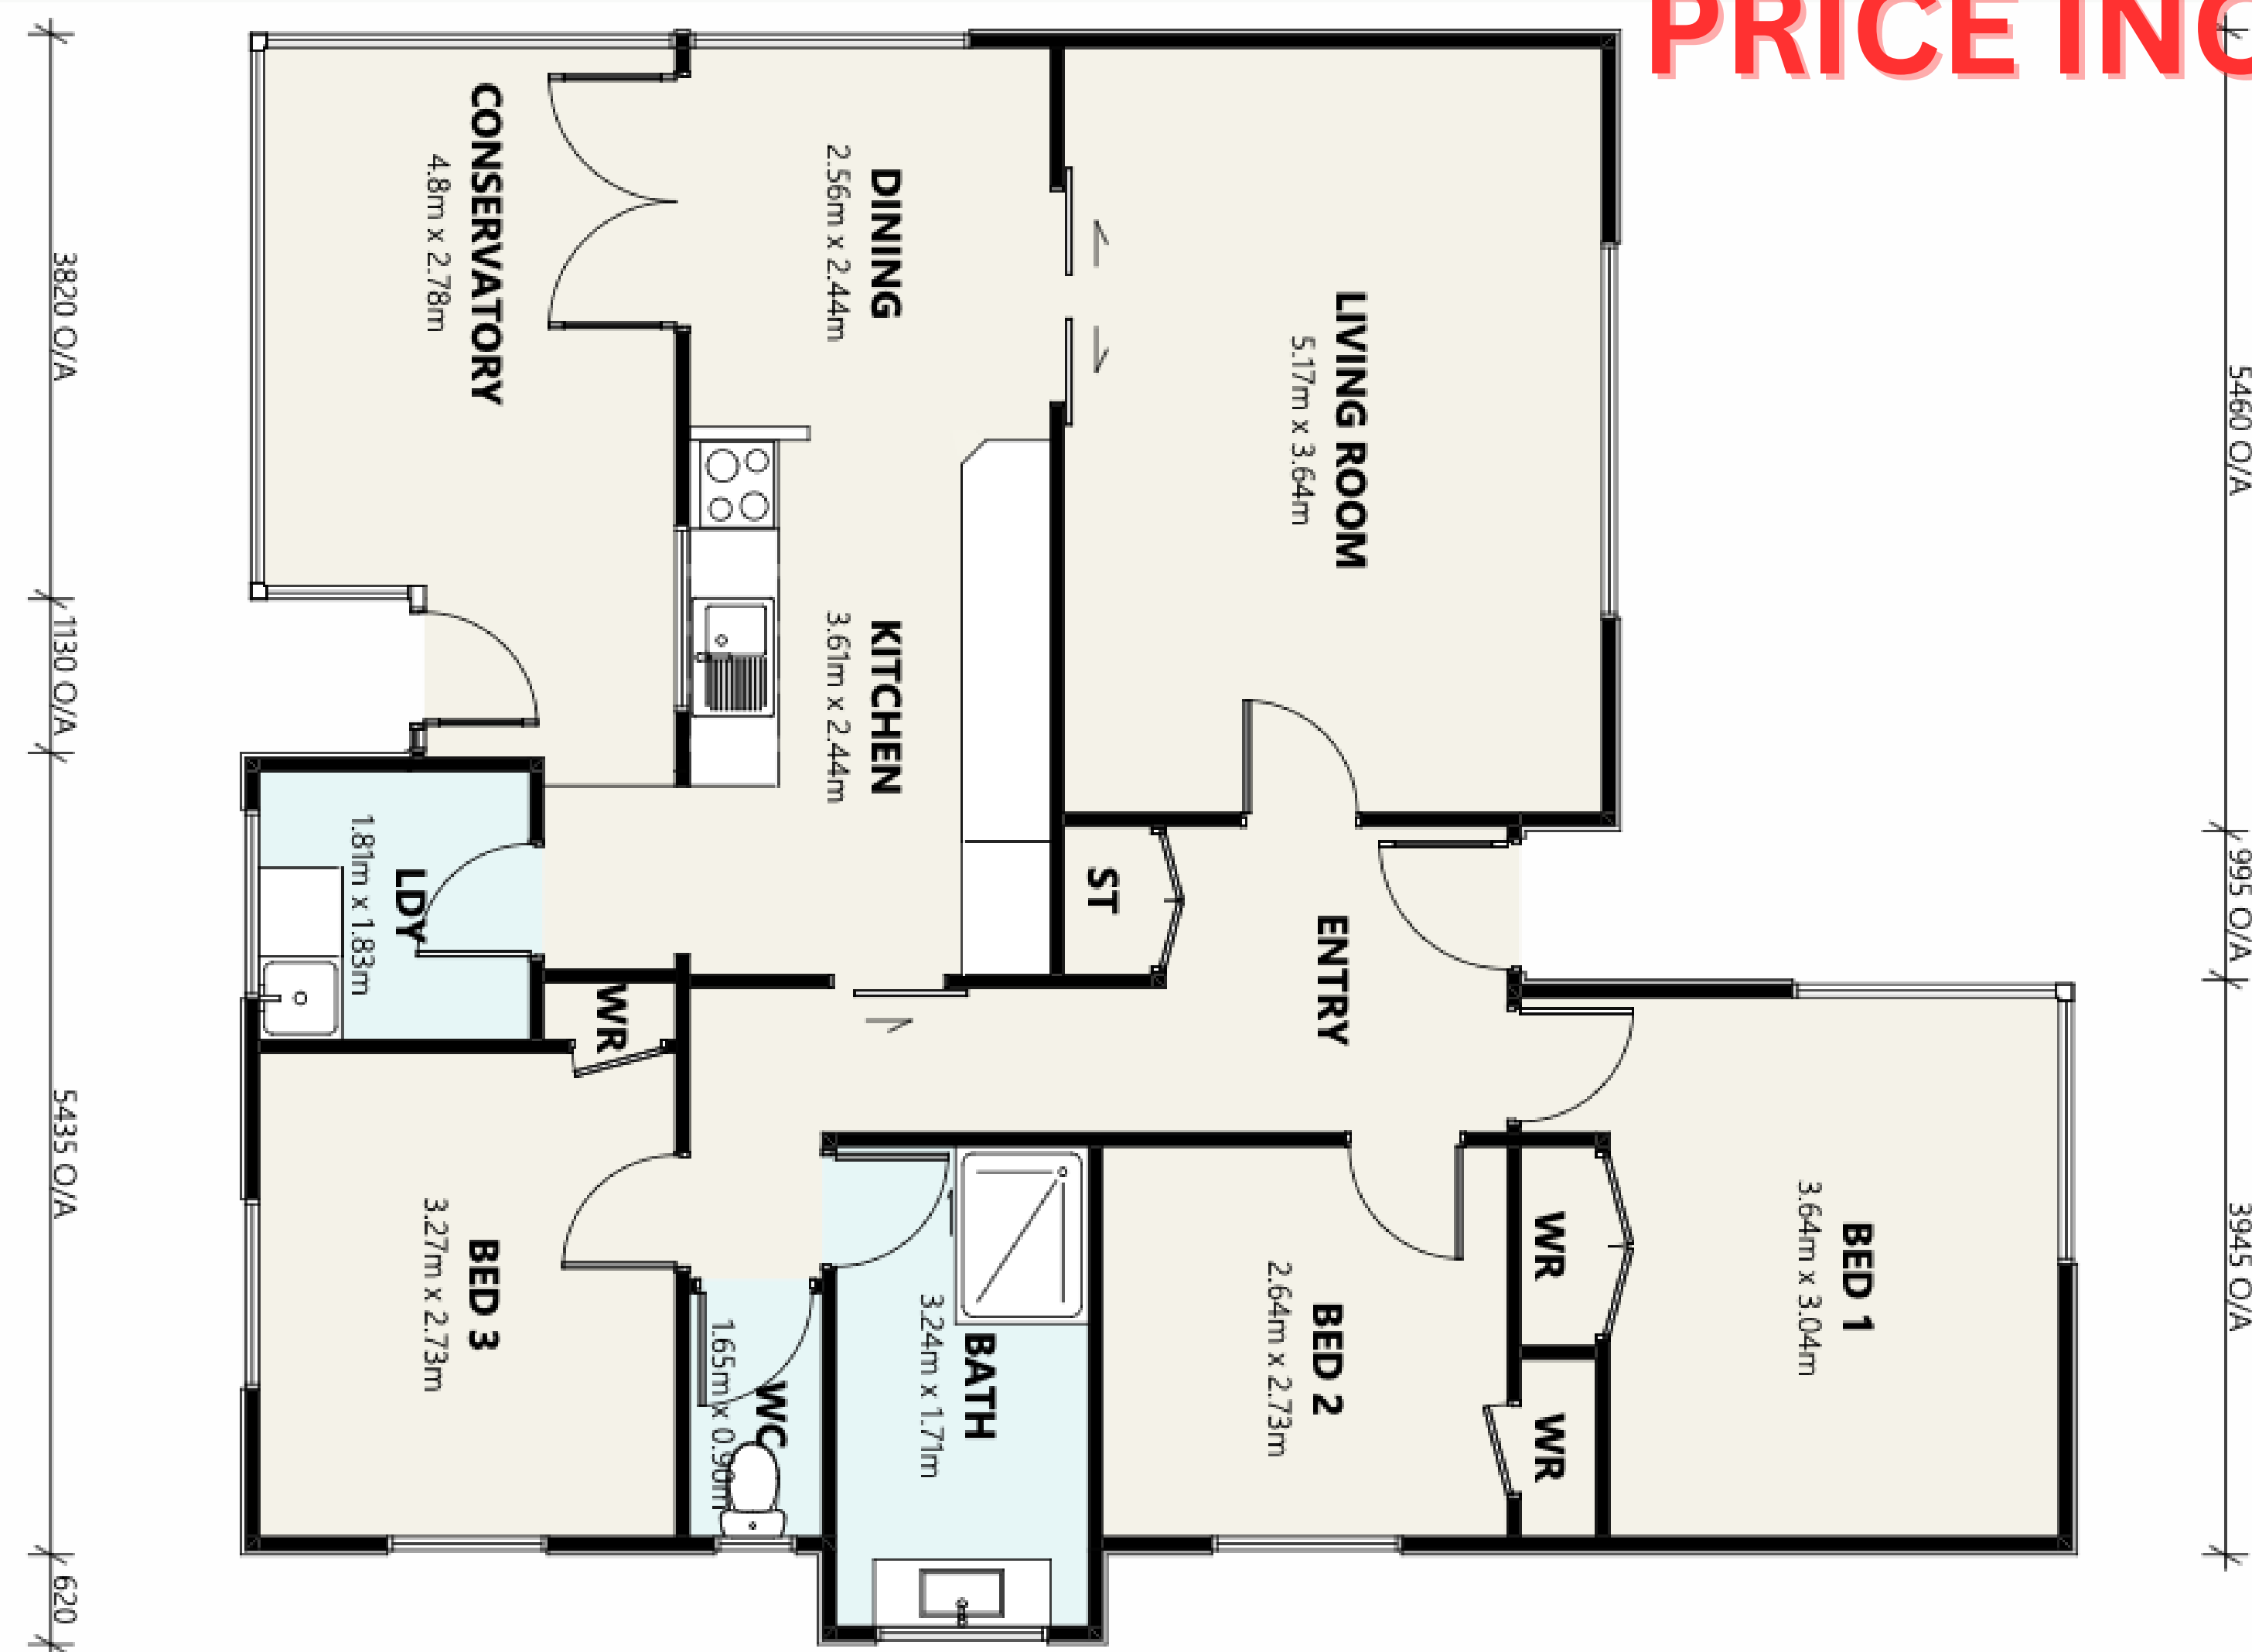 PRICE INC
CONSERVATORY
4.8m x 2.78m
DINING
2.56m x 2.44m
LIVING ROOM
5.17m x 3.64m
KITCHEN
3.61m x 2.44m
LDY
1.81m x 1.83m
ST
ENTRY
WR
BED 3
3.27m x 2.73m
WC
1.65m x 0.90m
BATH
3.24m x 1.71m
BED 2
2.64m x 2.73m
WR
WR
BED 1
3.64m x 3.04m
3820 O/A
1130 O/A
5435 O/A
620
5460 O/A
995 O/A
3945 O/A